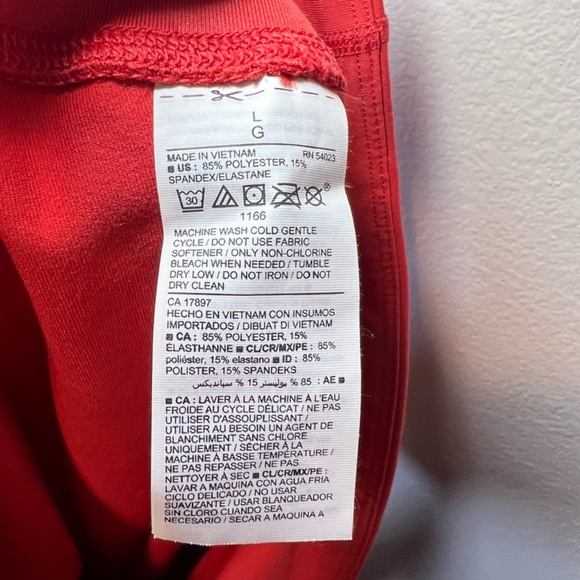 L
G
MADE IN VIETNAM RN 54023
US : 85% POLYESTER, 15%
SPANDEX/ELASTANE
30
1166
MACHINE WASH COLD GENTLE
CYCLE / DO NOT USE FABRIC
SOFTENER / ONLY NON-CHLORINE
BLEACH WHEN NEEDED / TUMBLE
DRY LOW / DO NOT IRON / DO NOT
DRY CLEAN
CA 17897
HECHO EN VIETNAM CON INSUMOS
IMPORTADOS / DIBUAT DI VIETNAM
CA : 85% POLYESTER, 15%
ÉLASTHANNE CL/CR/MX/PE : 85%
poliéster, 15% elastano ID : 85%
POLISTER, 15% SPANDEKS
AE : 85 % بوليستر 15 % سپانديكس
CA : LAVER À LA MACHINE À L'EAU
FROIDE AU CYCLE DÉLICAT / NE PAS
UTILISER D'ASSOUPLISSANT /
UTILISER AU BESOIN UN AGENT DE
BLANCHIMENT SANS CHLORE
UNIQUEMENT / SÉCHER À LA
MACHINE À BASSE TEMPÉRATURE /
NE PAS REPASSER / NE PAS
NETTOYER À SEC CL/CR/MX/PE :
LAVAR A MAQUINA CON AGUA FRIA
CICLO DELICADO / NO USAR
SUAVIZANTE / USAR BLANQUEADOR
SIN CLORO CUANDO SEA
NECESARIO / SECAR A MAQUINA A